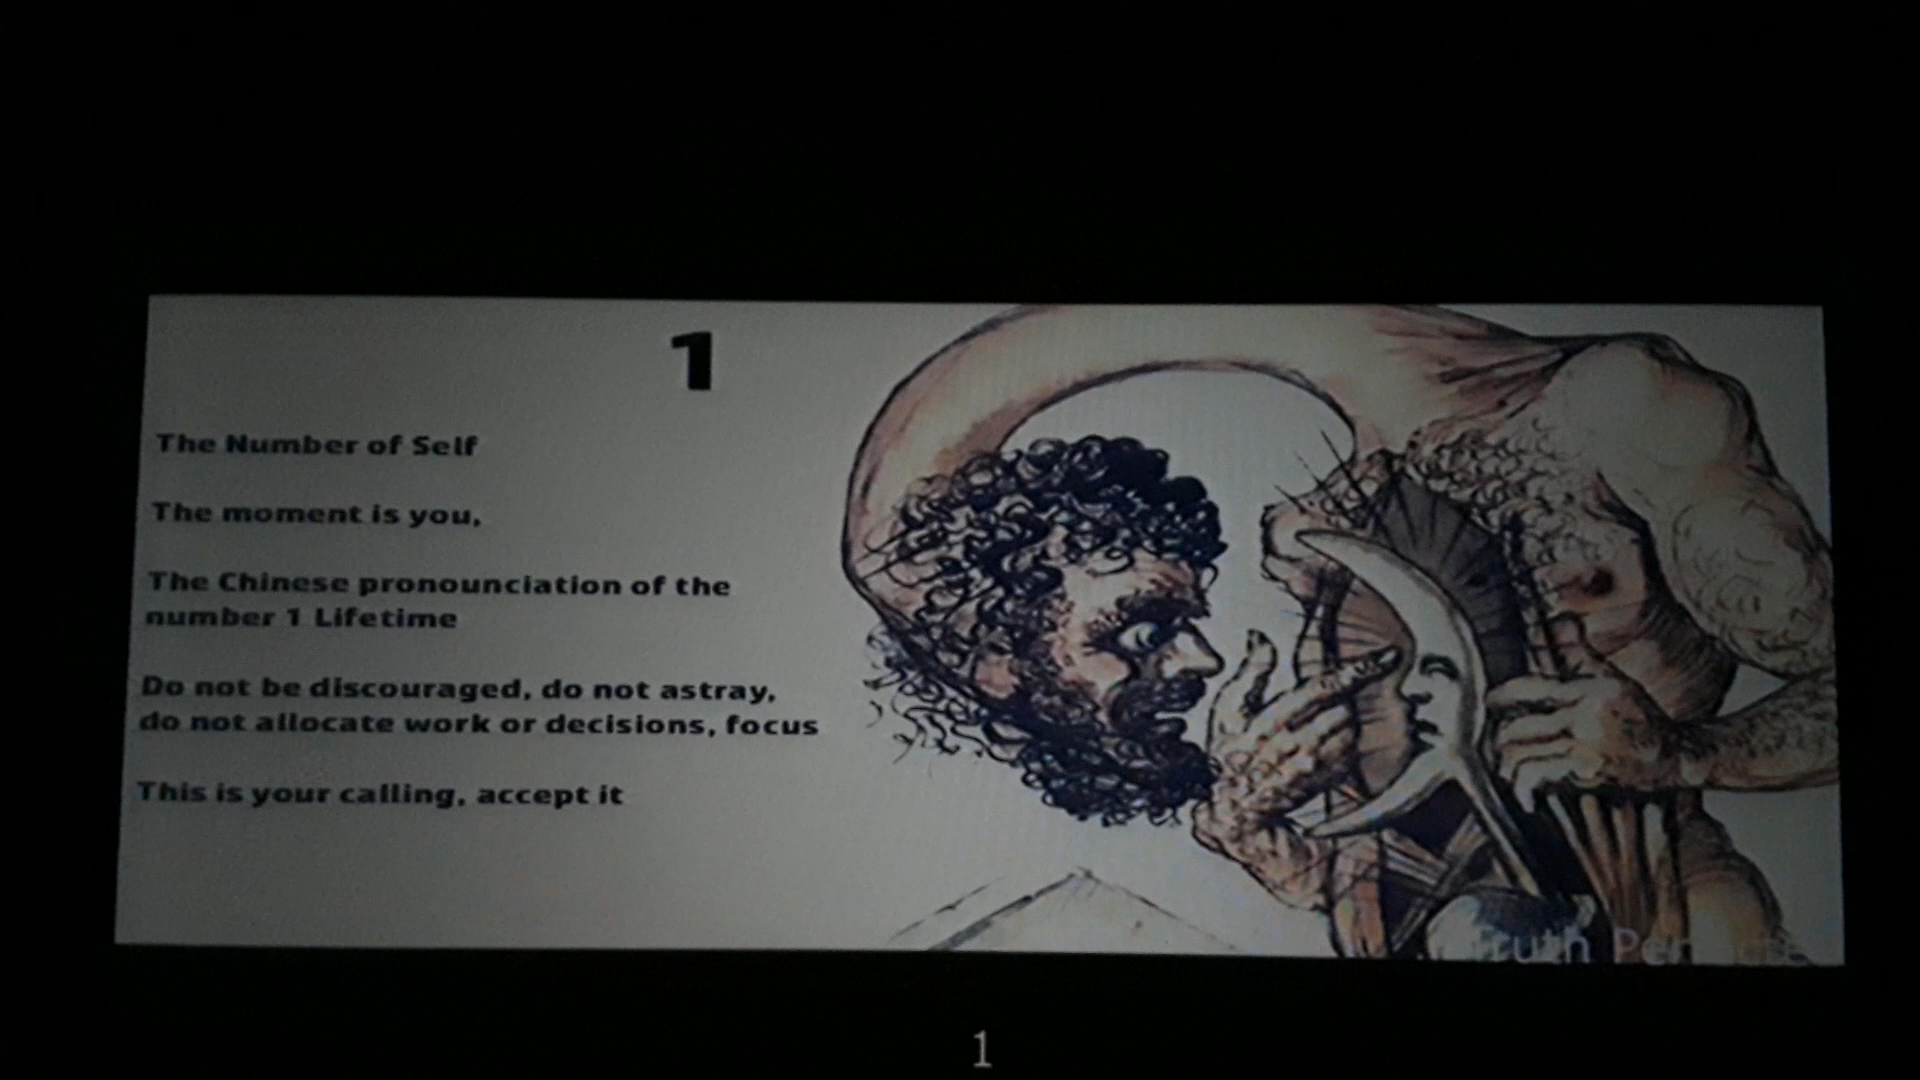 1
The Number of Self
The moment is you,
The Chinese pronounciation of the
number 1 Lifetime
Do not be discouraged, do not astray,
do not allocate work or decisions, focus
This is your calling, accept it
Truth
1